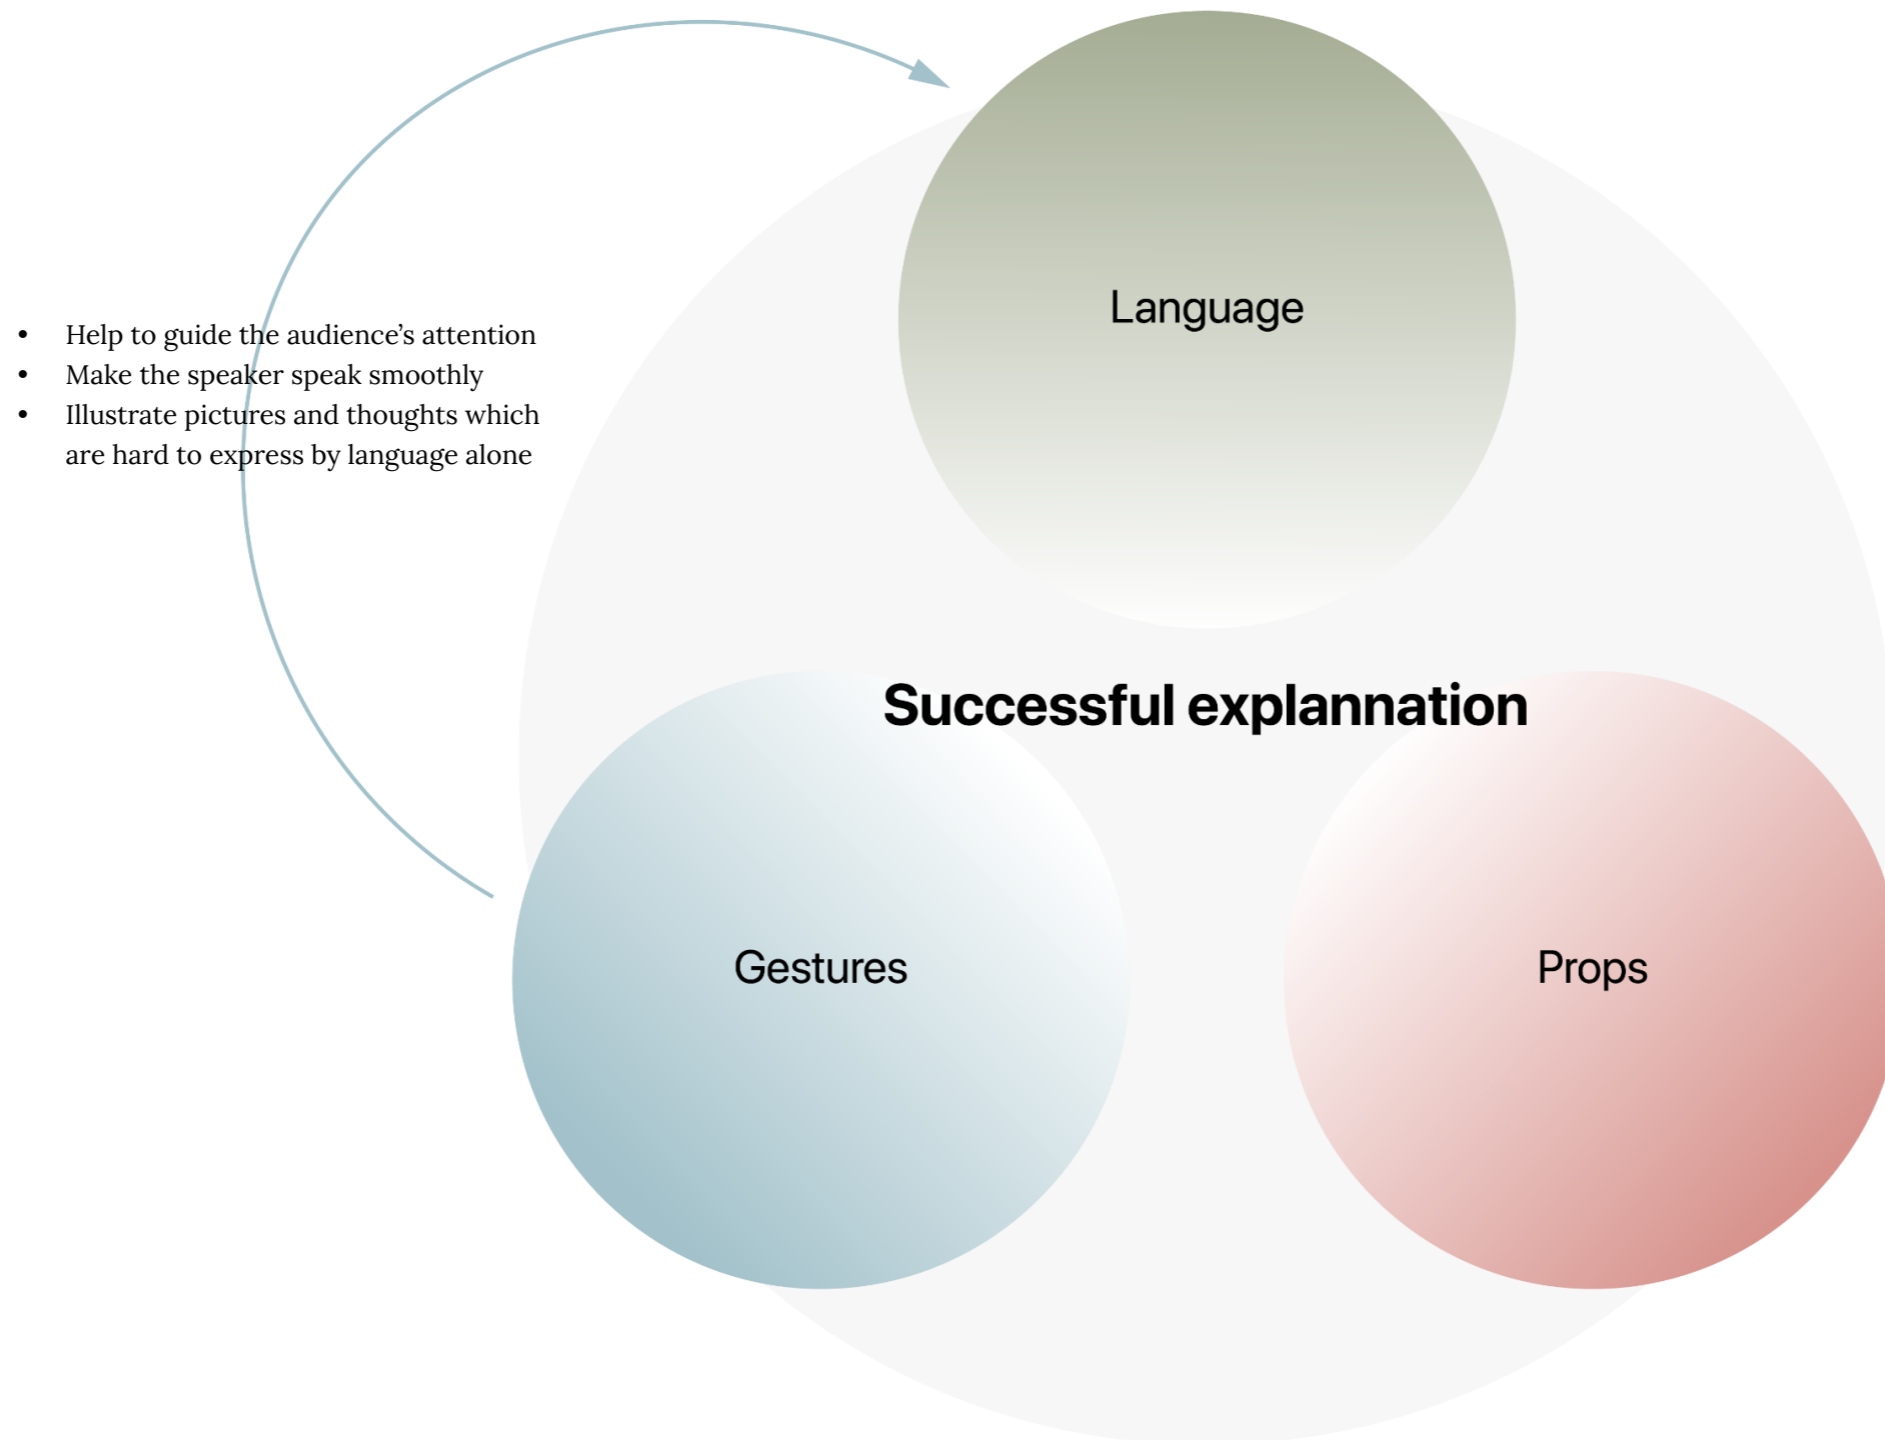 Language
• Help to guide the audience’s attention
• Make the speaker speak smoothly
• Illustrate pictures and thoughts which
are hard to express by language alone
Successful explannation
Gestures
Props